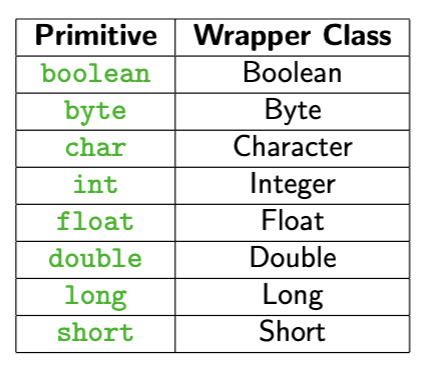 Primitive Wrapper Class
boolean Boolean
byte Byte
char Character
int Integer
float Float
double Double
long Long
short Short